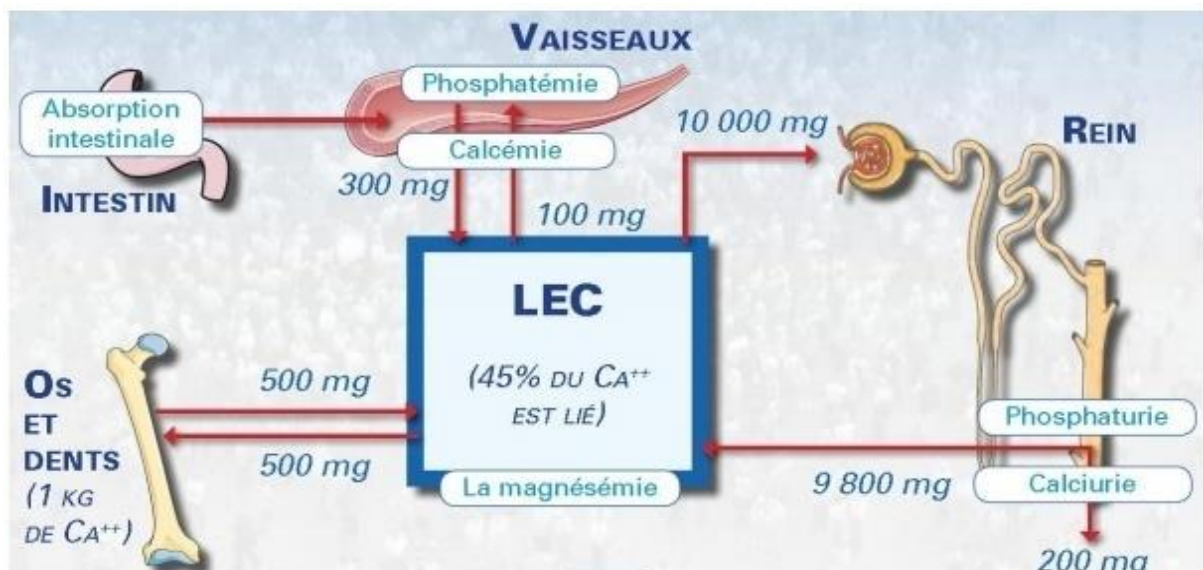 VAISSEAUX
Phosphatémie
Absorption
intestinale
10 000 mg
REIN
Calcémie
300 mg
INTESTIN
100 mg
LEC
(45% DU CA++
EST LIÉ)
OS
ET
DENTS
(1 KG
DE CA++)
500 mg
500 mg
Phosphaturie
La magnésémie
9 800 mg
Calciurie
200 mg